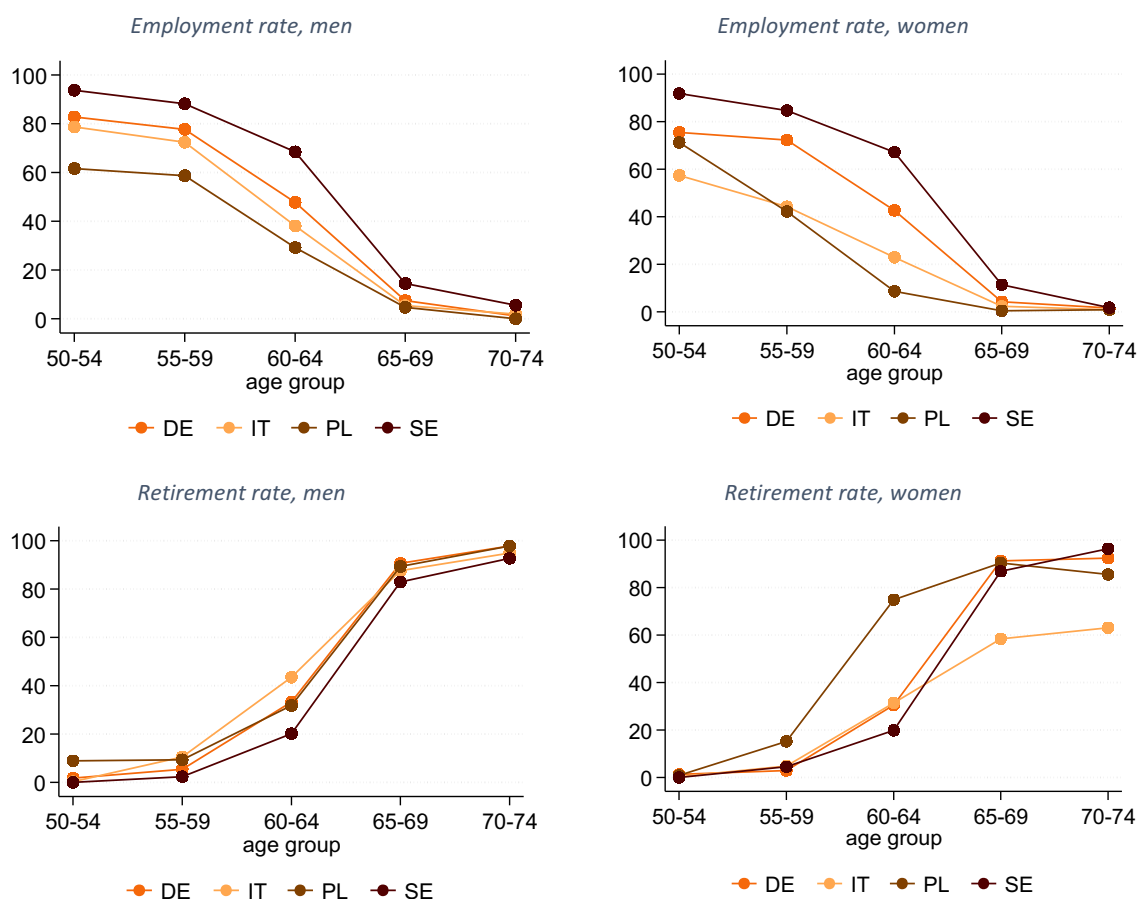 Employment rate, men
100
80
60
40
20
0
50-54 55-59 60-64 65-69 70-74
age group
DE IT PL SE
Employment rate, women
100
80
60
40
20
0
50-54 55-59 60-64 65-69 70-74
age group
DE IT PL SE
Retirement rate, men
100
80
60
40
20
0
50-54 55-59 60-64 65-69 70-74
age group
DE IT PL SE
Retirement rate, women
100
80
60
40
20
0
50-54 55-59 60-64 65-69 70-74
age group
DE IT PL SE